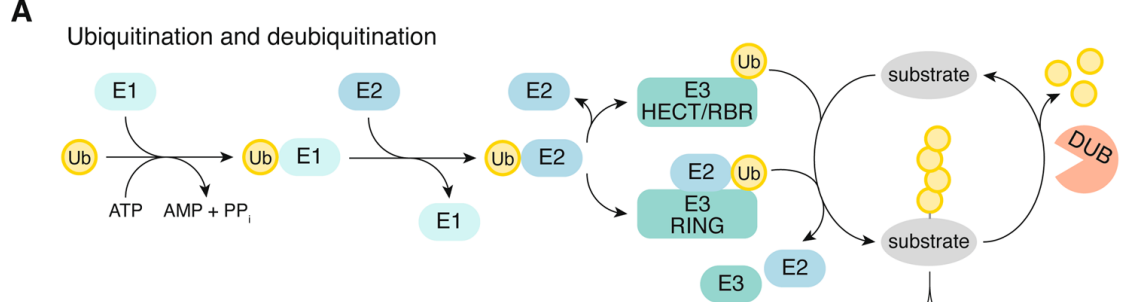 A
Ubiquitination and deubiquitination
E1
E2
E2
Ub
E3
HECT/RBR
substrate
Ub
Ub
E1
Ub
E2
E2
Ub
DUB
ATP
AMP + PPi
E1
E3
RING
substrate
E3
E2